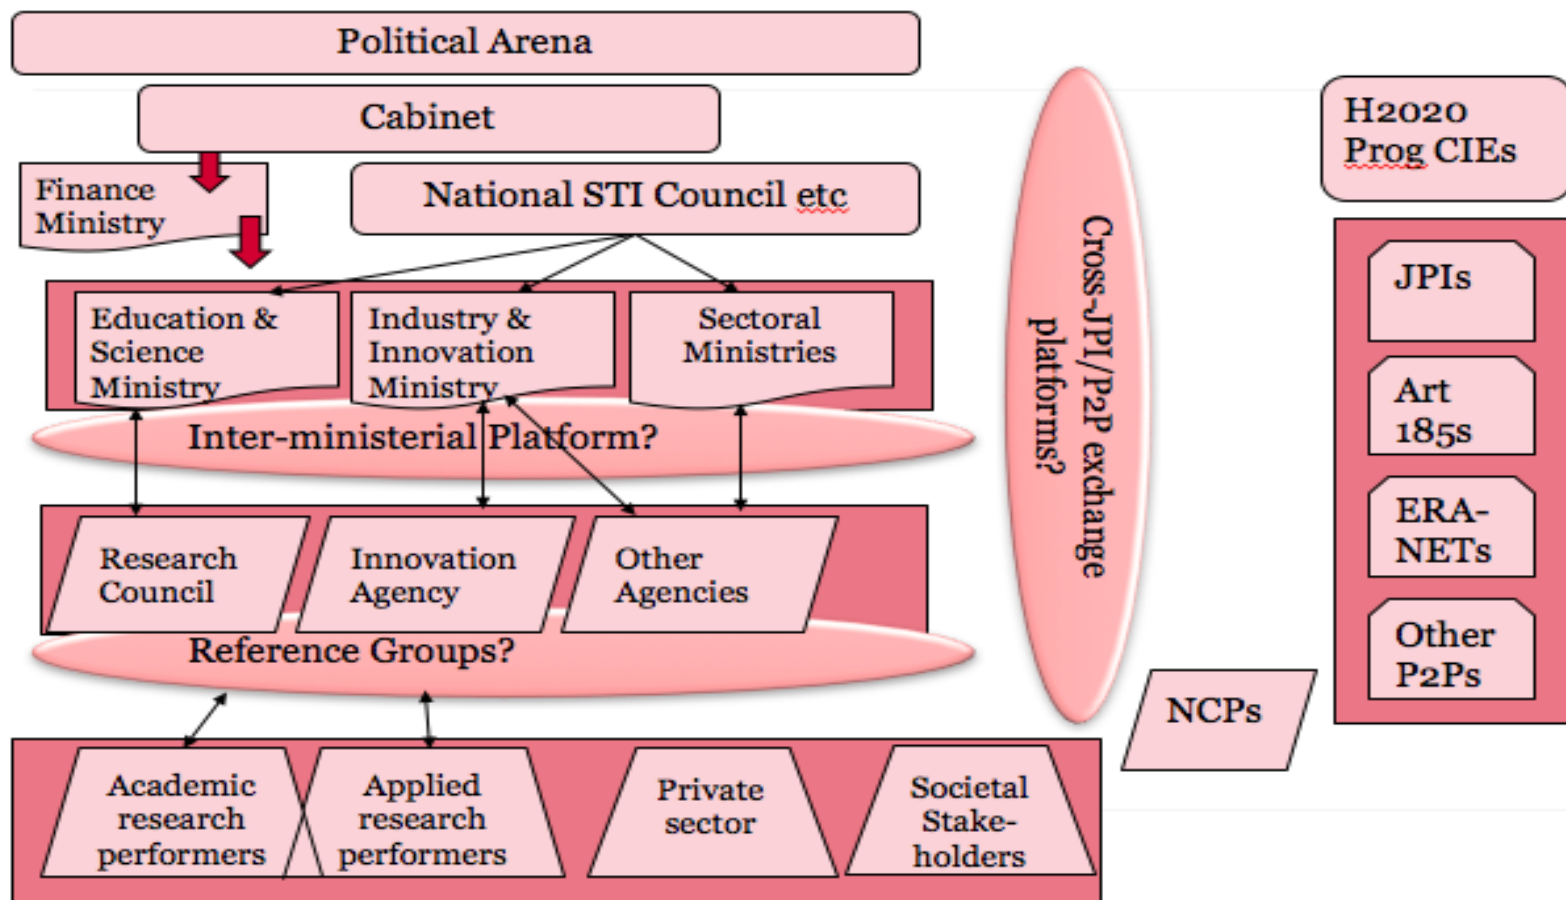 Political Arena
Cabinet
Finance
Ministry
National STI Council etc
Education &
Science
Ministry
Industry &
Innovation
Ministry
Sectoral
Ministries
Inter-ministerial Platform?
Research
Council
Innovation
Agency
Other
Agencies
Reference Groups?
Academic
research
performers
Applied
research
performers
Private
sector
Societal
Stake-
holders
Cross-JPI/P2P exchange
platforms?
NCPs
H2020
Prog CIEs
JPIs
Art
185s
ERA-
NETs
Other
P2Ps